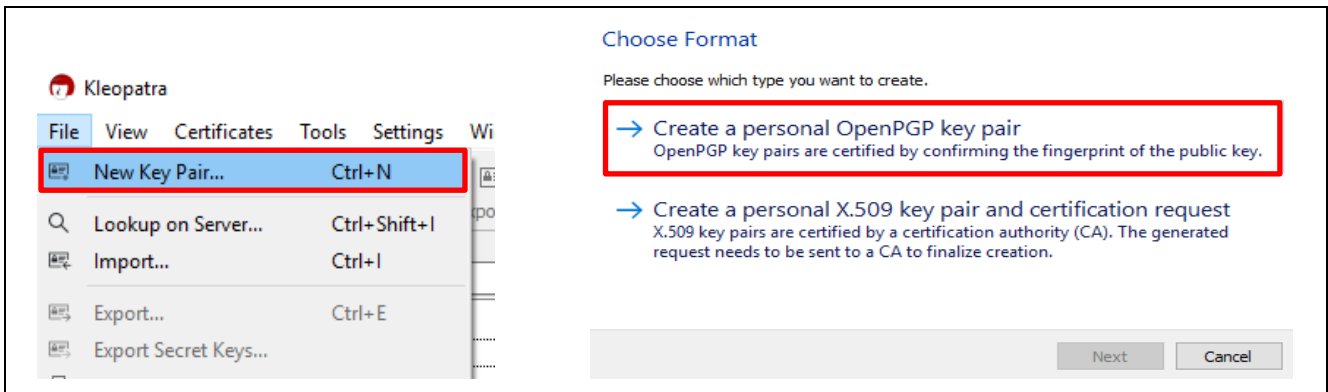 Kleopatra
File View Certificates Tools Settings Wi
New Key Pair... Ctrl+N
Lookup on Server... Ctrl+Shift+I
Import... Ctrl+I
Export... Ctrl+E
Export Secret Keys...
Choose Format
Please choose which type you want to create.
Create a personal OpenPGP key pair
OpenPGP key pairs are certified by confirming the fingerprint of the public key.
Create a personal X.509 key pair and certification request
X.509 key pairs are certified by a certification authority (CA). The generated
request needs to be sent to a CA to finalize creation.
Next Cancel